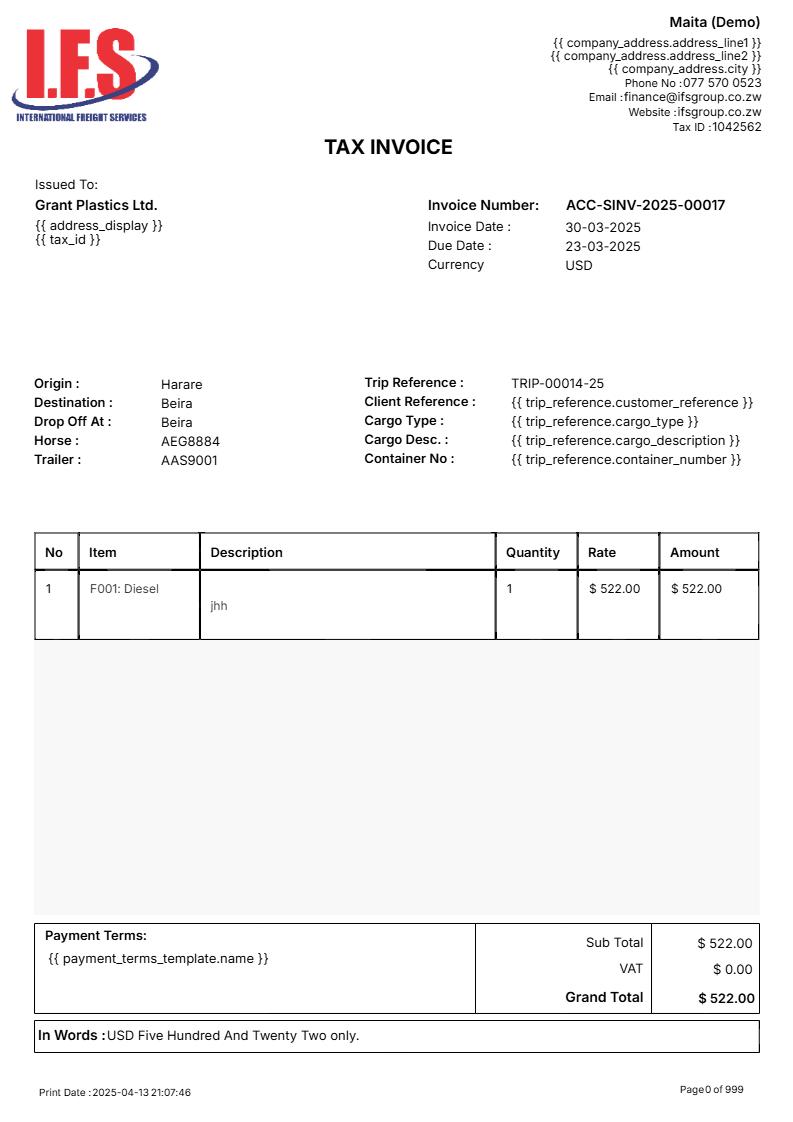 I.F.S
INTERNATIONAL FREIGHT SERVICES
Maita (Demo)
{{ company_address.address_line1 }}
{{ company_address.address_line2 }}
{{ company_address.city }}
Phone No :077 570 0523
Email :finance@ifsgroup.co.zw
Website :ifsgroup.co.zw
Tax ID :1042562
TAX INVOICE
Issued To:
Grant Plastics Ltd.
{{ address_display }}
{{ tax_id }}
Invoice Number: ACC-SINV-2025-00017
Invoice Date : 30-03-2025
Due Date : 23-03-2025
Currency USD
Origin : Harare
Destination : Beira
Drop Off At : Beira
Horse : AEG8884
Trailer : AAS9001
Trip Reference : TRIP-00014-25
Client Reference : {{ trip_reference.customer_reference }}
Cargo Type : {{ trip_reference.cargo_type }}
Cargo Desc. : {{ trip_reference.cargo_description }}
Container No : {{ trip_reference.container_number }}
No Item Description Quantity Rate Amount
1 F001: Diesel jhh 1 $ 522.00 $ 522.00
Payment Terms:
{{ payment_terms_template.name }}
Sub Total $ 522.00
VAT $ 0.00
Grand Total $ 522.00
In Words :USD Five Hundred And Twenty Two only.
Print Date :2025-04-13 21:07:46
Page0 of 999